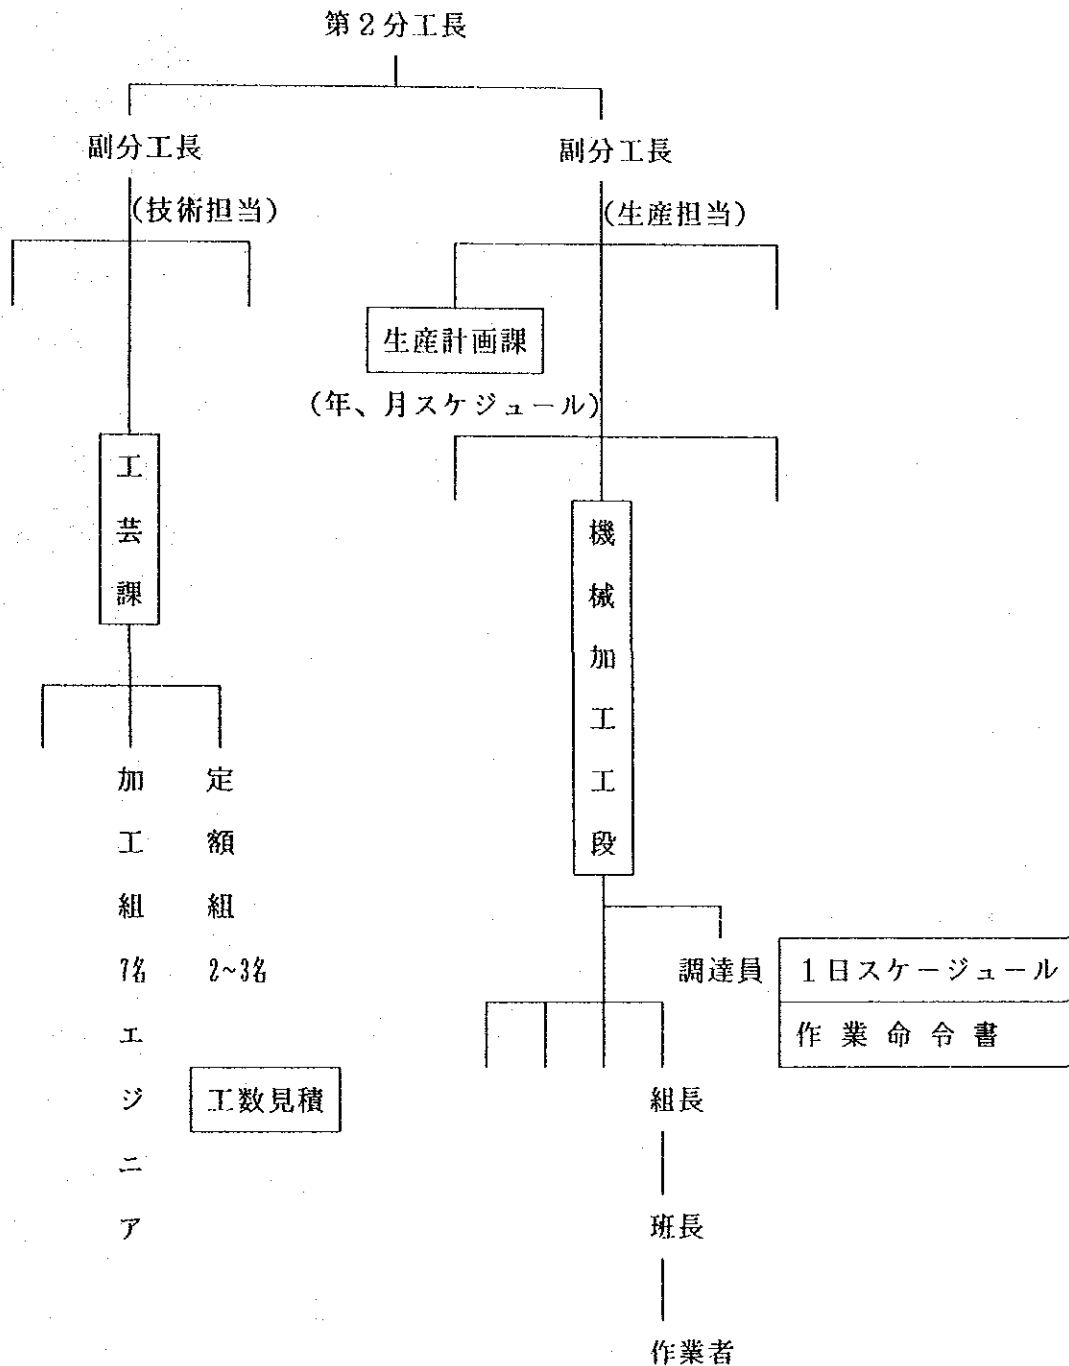 第2分工長
副分工長
(技術担当)
副分工長
(生産担当)
生産計画課
(年、月スケジュール)
工芸課
機械加工工段
加工組7名エジニア
定額組2~3名
工数見積
調達員
1日スケージュール
作業命令書
組長
班長
作業者